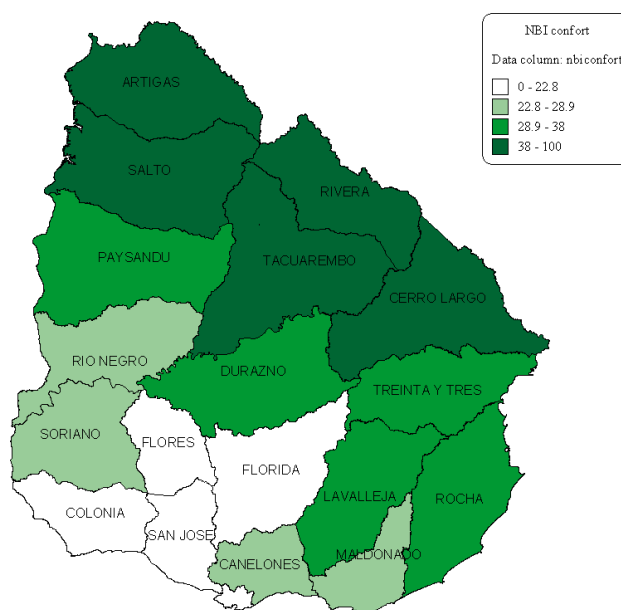 NBI confort
Data column: nbiconfort
0 - 22.8
22.8 - 28.9
28.9 - 38
38 - 100
ARTIGAS
SALTO
RIVERA
PAYSANDU
TACUAREMBO
CERRO LARGO
RIO NEGRO
DURAZNO
TREINTA Y TRES
SORIANO
FLORES
FLORIDA
LAVALLEJA
ROCHA
COLONIA
SAN JOSE
MALDONADO
CANELONES